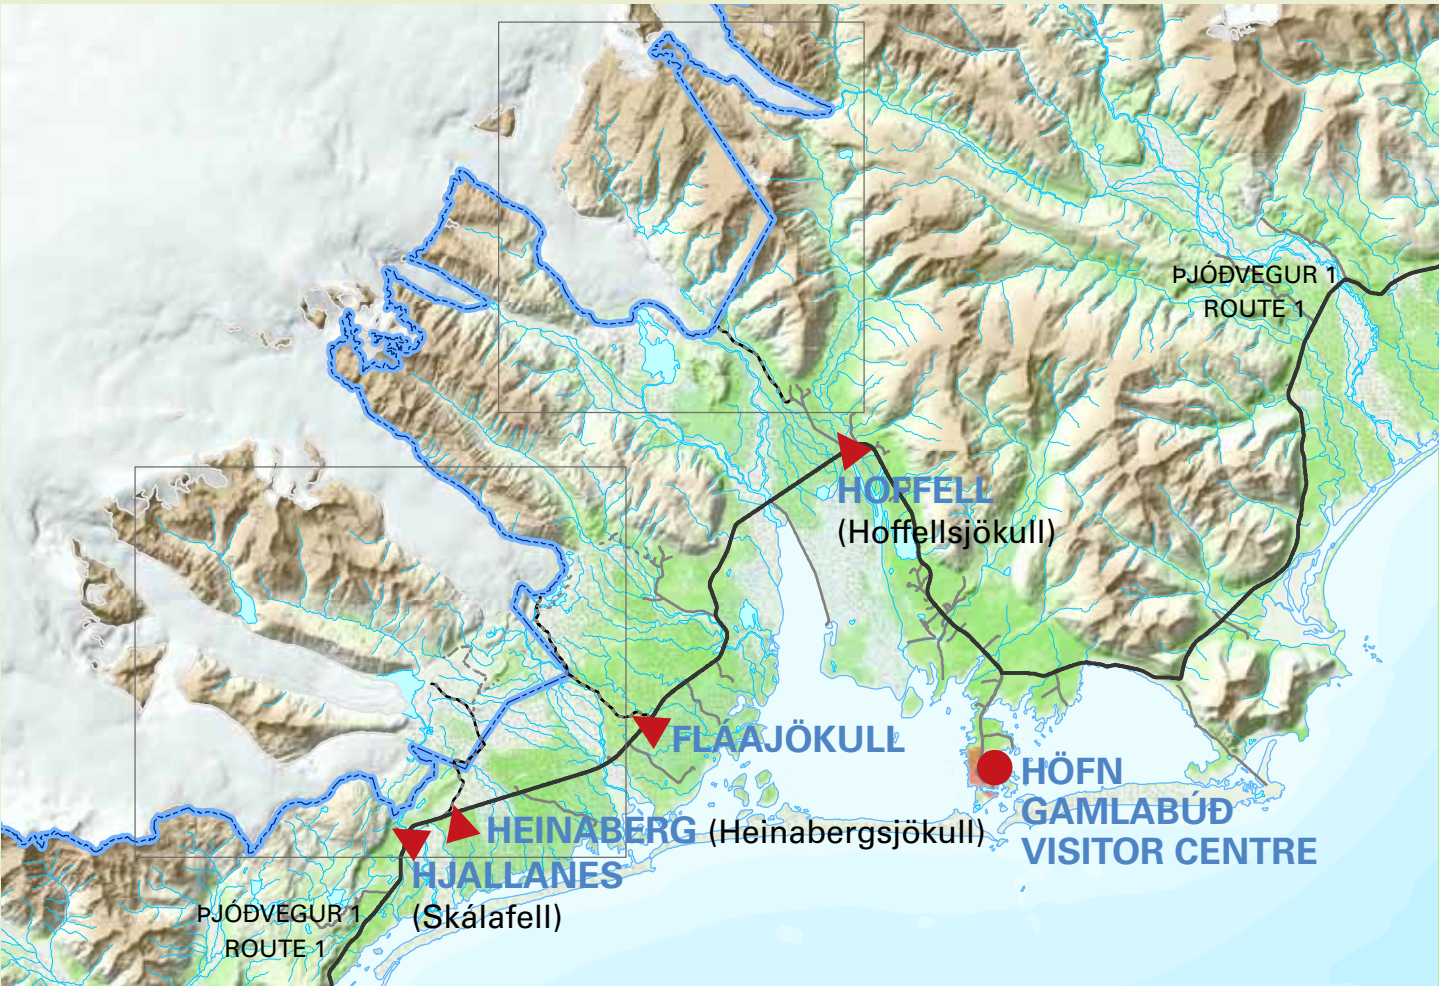 ÞJÓÐVEGUR 1
ROUTE 1
HOFFELL
(Hoffellsjökull)
FLÁAJÖKULL
HÖFN
GAMLABÚÐ
VISITOR CENTRE
HEINABERG (Heinabergsjökull)
HJALLANES
(Skálafell)
ÞJÓÐVEGUR 1
ROUTE 1